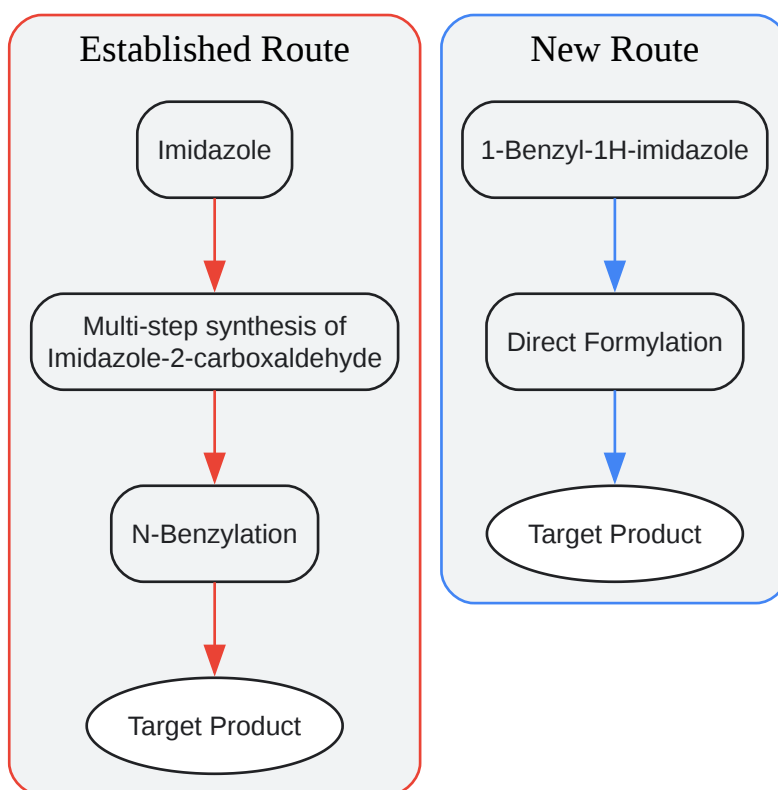 Established Route
Imidazole
Multi-step synthesis of
Imidazole-2-carboxaldehyde
N-Benzylation
Target Product
New Route
1-Benzyl-1H-imidazole
Direct Formylation
Target Product